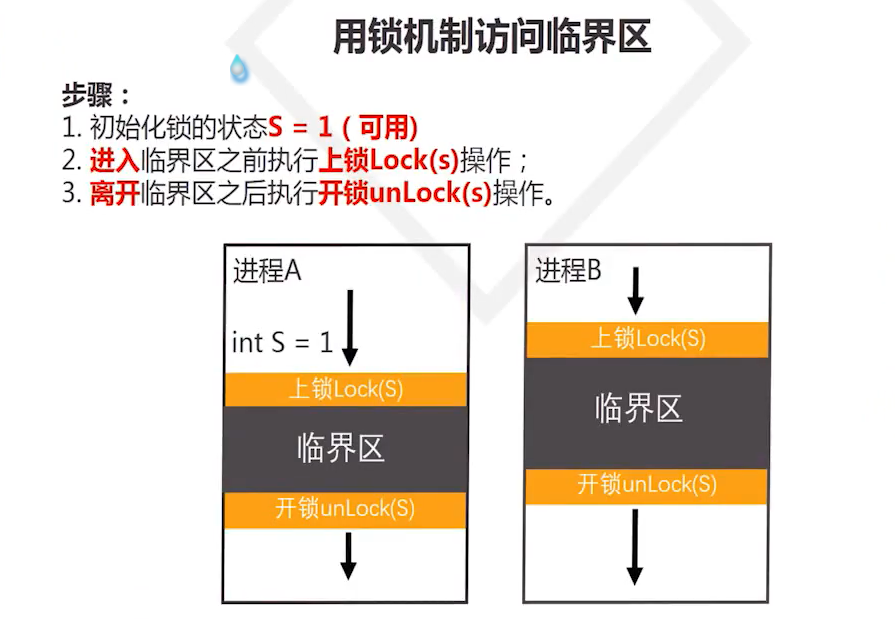 用锁机制访问临界区
步骤：
1. 初始化锁的状态S = 1 ( 可用)
2. 进入临界区之前执行上锁Lock(s)操作；
3. 离开临界区之后执行开锁unLock(s)操作。
进程A
int S = 1
上锁Lock(S)
临界区
开锁unLock(S)
进程B
上锁Lock(S)
临界区
开锁unLock(S)